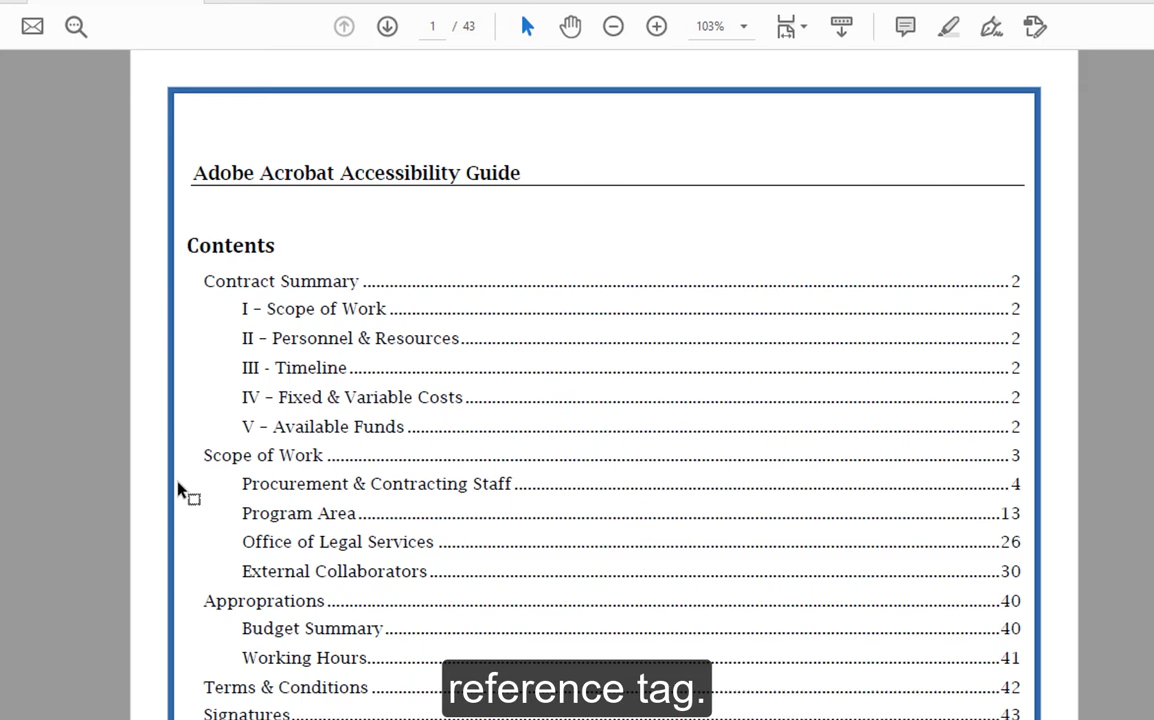 1 / 43 103%
Adobe Acrobat Accessibility Guide
Contents
Contract Summary ........ 2
I – Scope of Work ........ 2
II – Personnel & Resources ........ 2
III - Timeline ........ 2
IV – Fixed & Variable Costs ........ 2
V – Available Funds ........ 2
Scope of Work ........ 3
Procurement & Contracting Staff ........ 4
Program Area ........ 13
Office of Legal Services ........ 26
External Collaborators ........ 30
Approprations ........ 40
Budget Summary ........ 40
Working Hours ........ 41
Terms & Conditions ........ 42
Signatures ........ 43
reference tag.